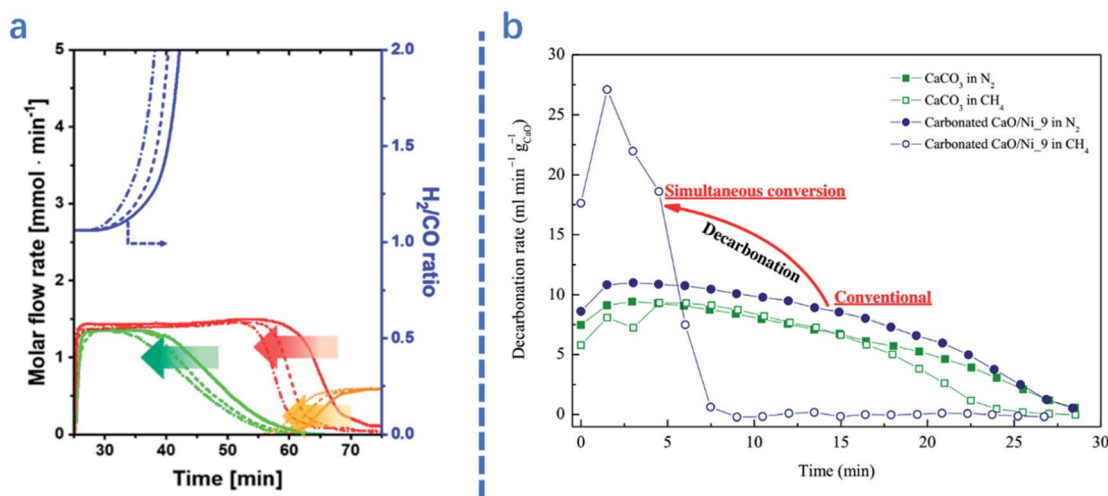 a
5
4
3
2
1
0
Molar flow rate [mmol · min⁻¹]
2.0
1.5
1.0
0.5
0.0
H₂/CO ratio
30 40 50 60 70
Time [min]
b
30
25
20
15
10
5
0
Decarbonation rate (ml min⁻¹ g⁻¹CaO)
CaCO₃ in N₂
CaCO₃ in CH₄
Carbonated CaO/Ni_9 in N₂
Carbonated CaO/Ni_9 in CH₄
Simultaneous conversion
Decarbonation
Conventional
0 5 10 15 20 25 30
Time (min)